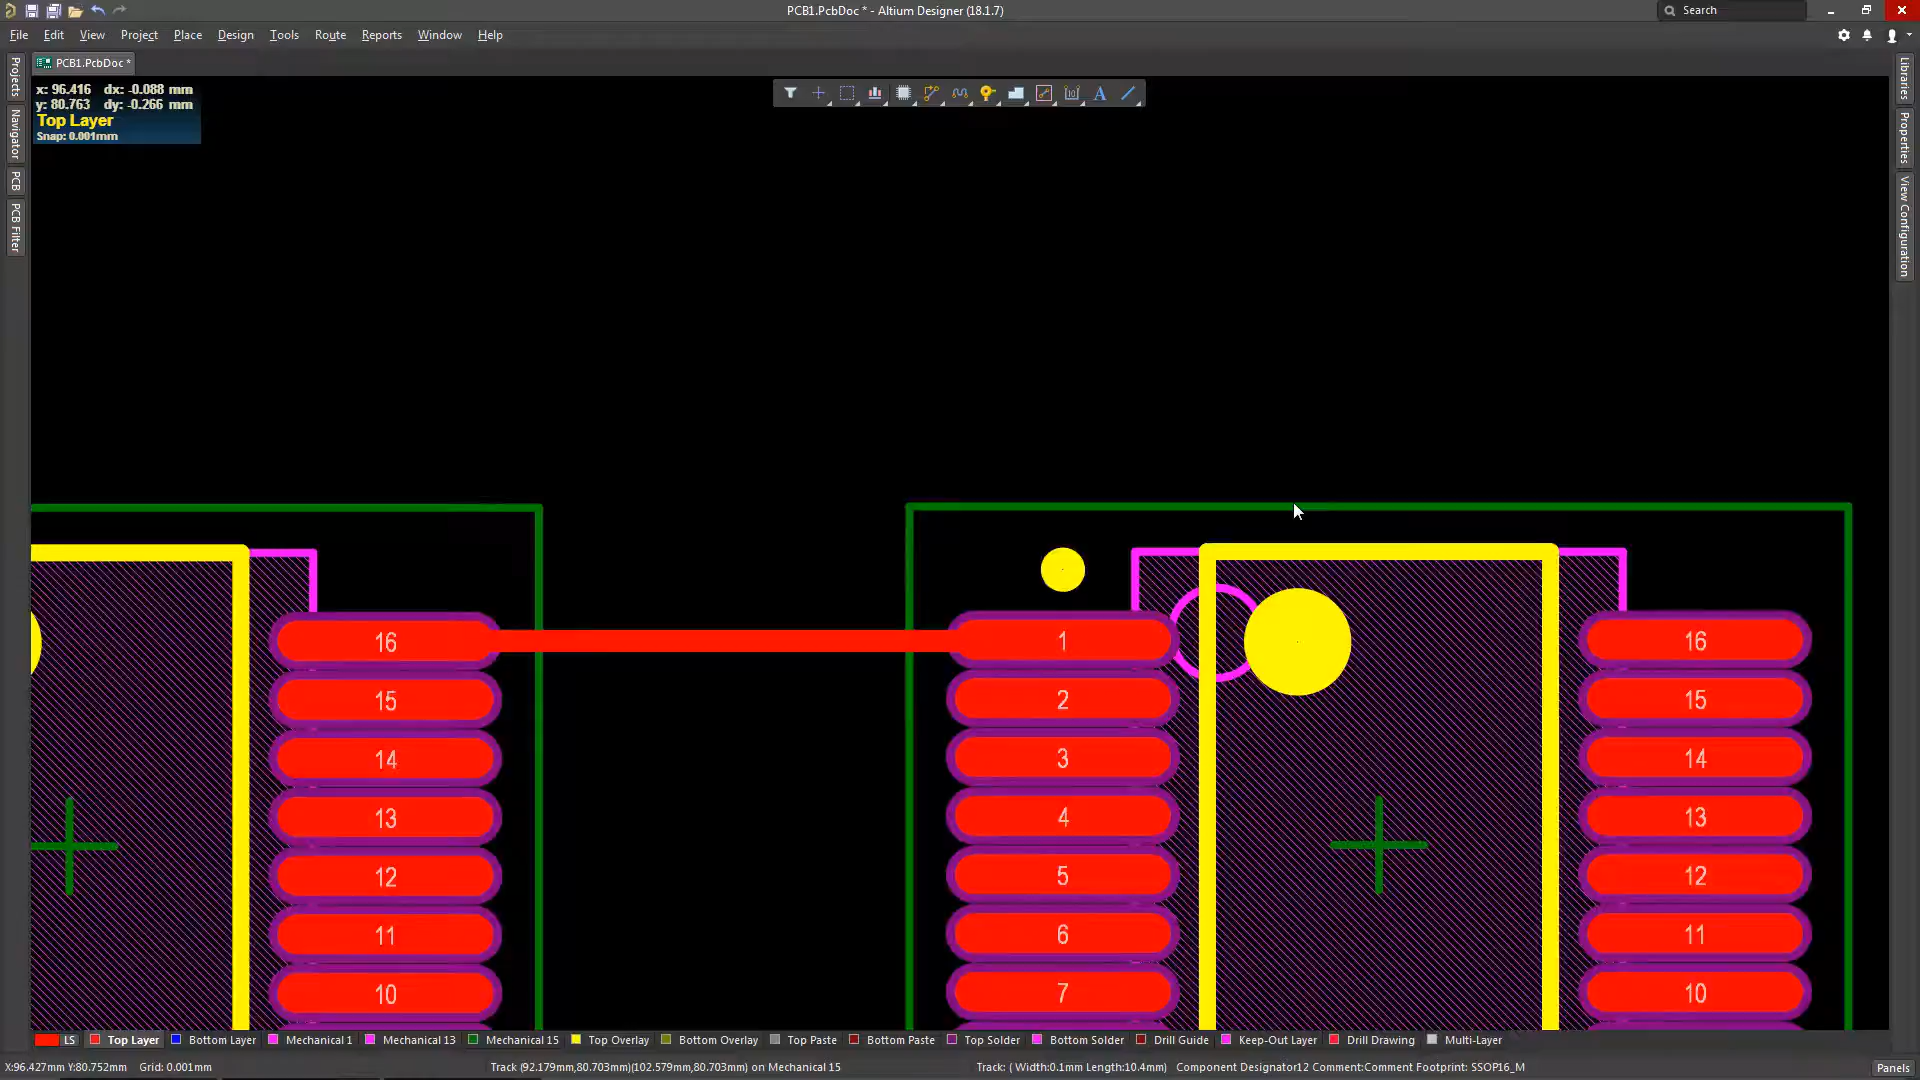 PCB1.PcbDoc * - Altium Designer (18.1.7)
Search
File Edit View Project Place Design Tools Route Reports Window Help
PCB1.PcbDoc *
x: 96.416 dx: -0.088 mm
y: 80.763 dy: -0.266 mm
Top Layer
Snap: 0.001mm
Projects
Navigator
PCB
PCB Filter
Libraries
Properties
View Configuration
16 1 16
15 2 15
14 3 14
13 4 13
12 5 12
11 6 11
10 7 10
LS Top Layer Bottom Layer Mechanical 1 Mechanical 13 Mechanical 15 Top Overlay Bottom Overlay Top Paste Bottom Paste Top Solder Bottom Solder Drill Guide Keep-Out Layer Drill Drawing Multi-Layer
X:96.427mm Y:80.752mm Grid: 0.001mm Track (92.179mm,80.703mm)(102.579mm,80.703mm) on Mechanical 15 Track: ( Width:0.1mm Length:10.4mm) Component Designator12 Comment:Comment Footprint: SSOP16_M Panels